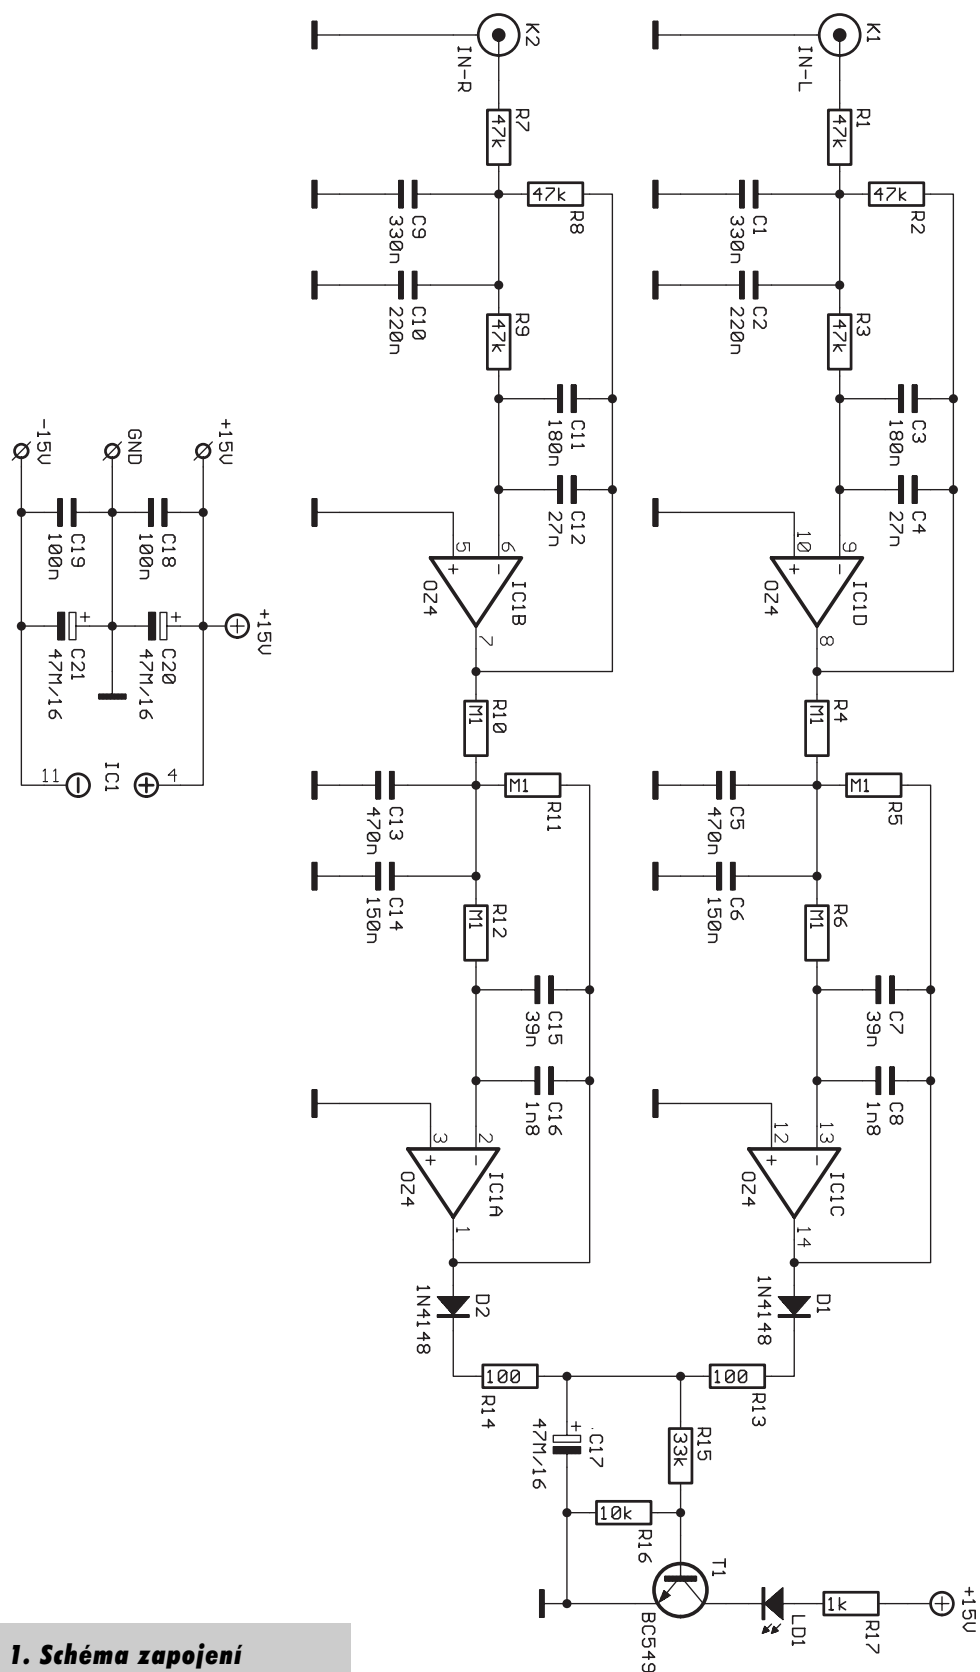 K1
IN-L
R1
47k
R2
47k
C1
330n
C2
220n
R3
47k
C3
180n
C4
27n
10
9
+
-
IC1D
OZ4
8
R4
M1
R5
M1
C5
470n
C6
150n
R6
M1
C7
39n
C8
1n8
12
13
+
-
IC1C
OZ4
14
D1
1N4148
100
R13
K2
IN-R
R7
47k
47k
R8
C9
330n
C10
220n
R9
47k
C11
180n
C12
27n
5
6
+
-
IC1B
OZ4
7
R10
M1
M1
R11
C13
470n
C14
150n
R12
M1
C15
39n
C16
1n8
3
2
+
-
IC1A
OZ4
1
D2
1N4148
100
R14
+
C17
47M/16
R15
33k
10k
R16
T1
BC549
LD1
1k
R17
+15V
+15V
GND
-15V
C18
100n
C19
100n
+15V
+
C20
47M/16
+
C21
47M/16
4
IC1
11
1. Schéma zapojení